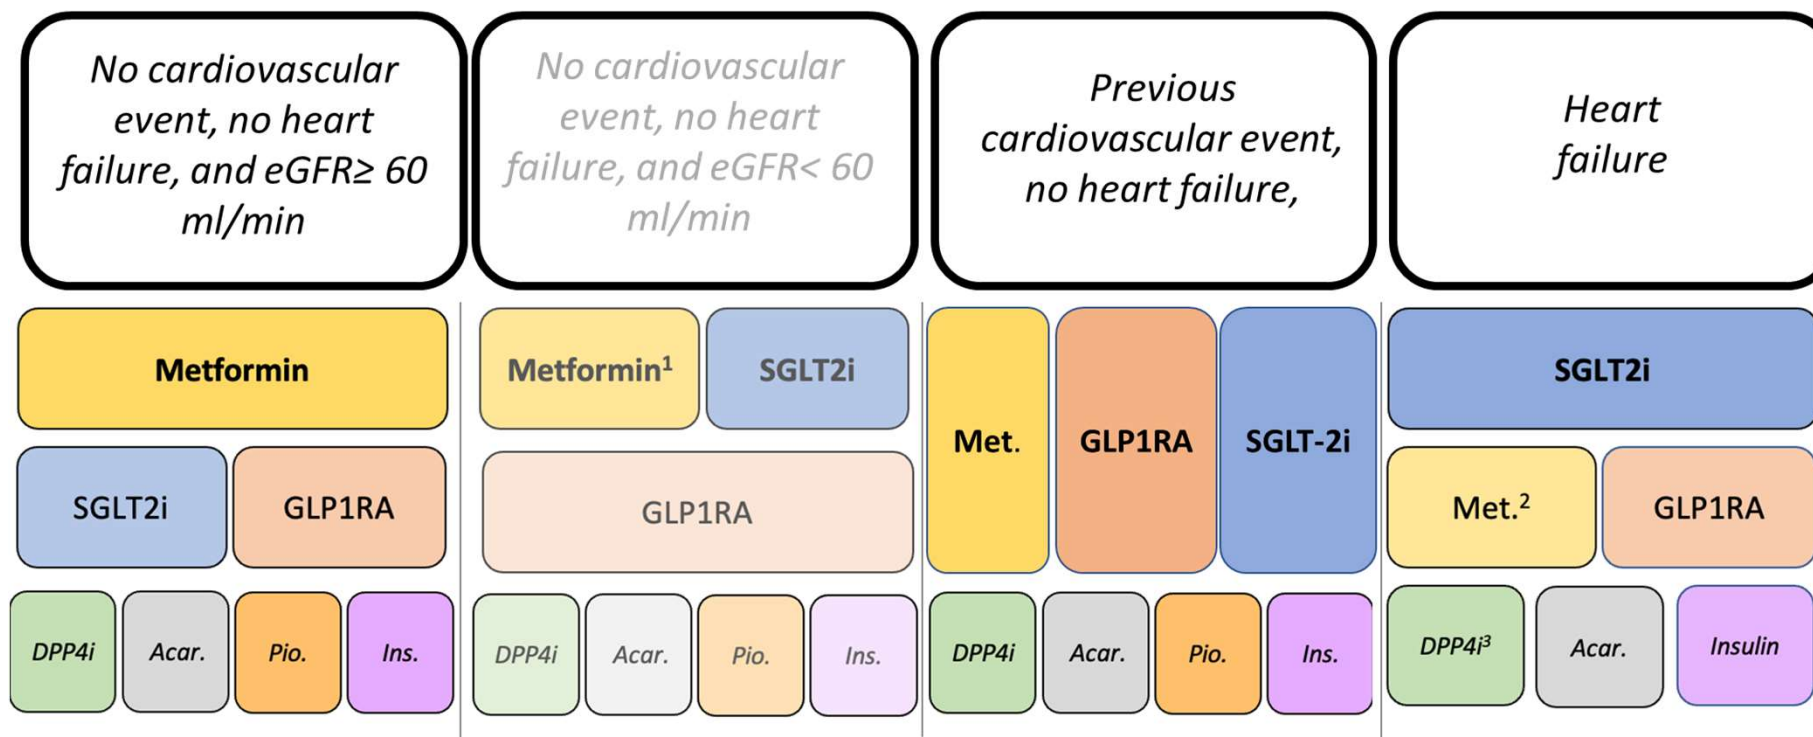 No cardiovascular
event, no heart
failure, and eGFR≥ 60
ml/min
No cardiovascular
event, no heart
failure, and eGFR< 60
ml/min
Previous
cardiovascular event,
no heart failure,
Heart
failure
Metformin
Metformin¹
SGLT2i
Met.
GLP1RA
SGLT-2i
SGLT2i
SGLT2i
GLP1RA
GLP1RA
Met.²
GLP1RA
DPP4i
Acar.
Pio.
Ins.
DPP4i
Acar.
Pio.
Ins.
DPP4i
Acar.
Pio.
Ins.
DPP4i³
Acar.
Insulin